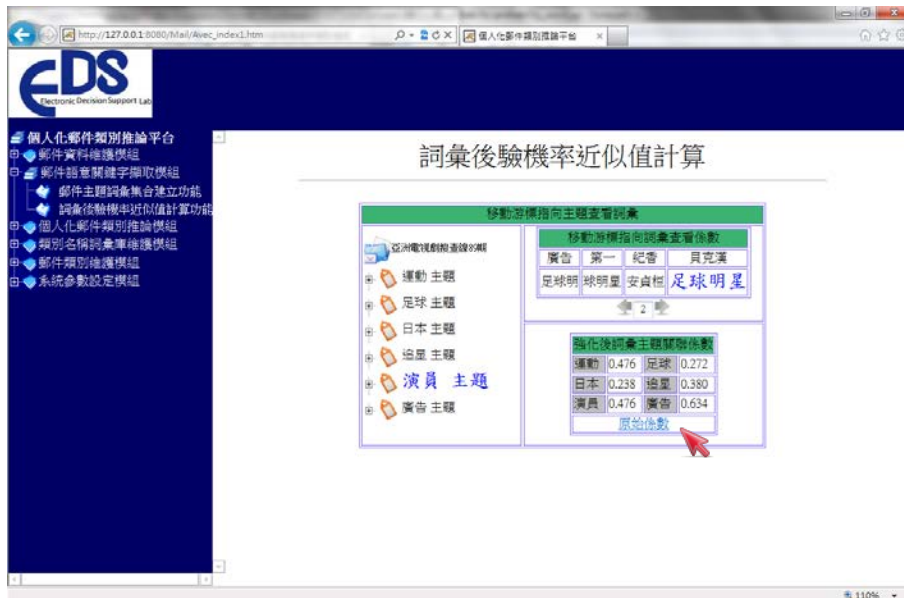 http://127.0.0.1:8080/Mail/Avec_index1.htm
個人化郵件類別推論平台
EDS
Electronic Decision Support Lab
個人化郵件類別推論平台
郵件資料維護模組
郵件語意關鍵字擷取模組
郵件主題詞彙集合建立功能
詞彙後驗機率近似值計算功能
個人化郵件類別推論模組
類別名稱詞彙庫維護模組
郵件類別維護模組
系統參數設定模組
詞彙後驗機率近似值計算
移動游標指向主題查看詞彙
亞洲電視劇檢查線89期
運動 主題
足球 主題
日本 主題
追星 主題
演員 主題
廣告 主題
移動游標指向詞彙查看係數
廣告 第一 紀香 貝克漢
足球明 球明星 安貞桓 足球明星
2
強化後詞彙主題關聯係數
運動 0.476 足球 0.272
日本 0.238 追星 0.380
演員 0.476 廣告 0.634
原始係數
110%